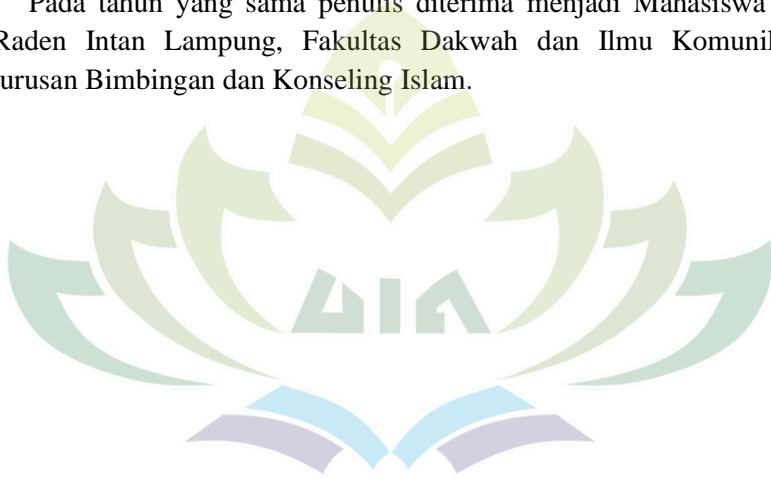 Pada tahun yang sama penulis diterima menjadi Mahasiswa
Raden Intan Lampung, Fakultas Dakwah dan Ilmu Komunik
urusan Bimbingan dan Konseling Islam.
UIN